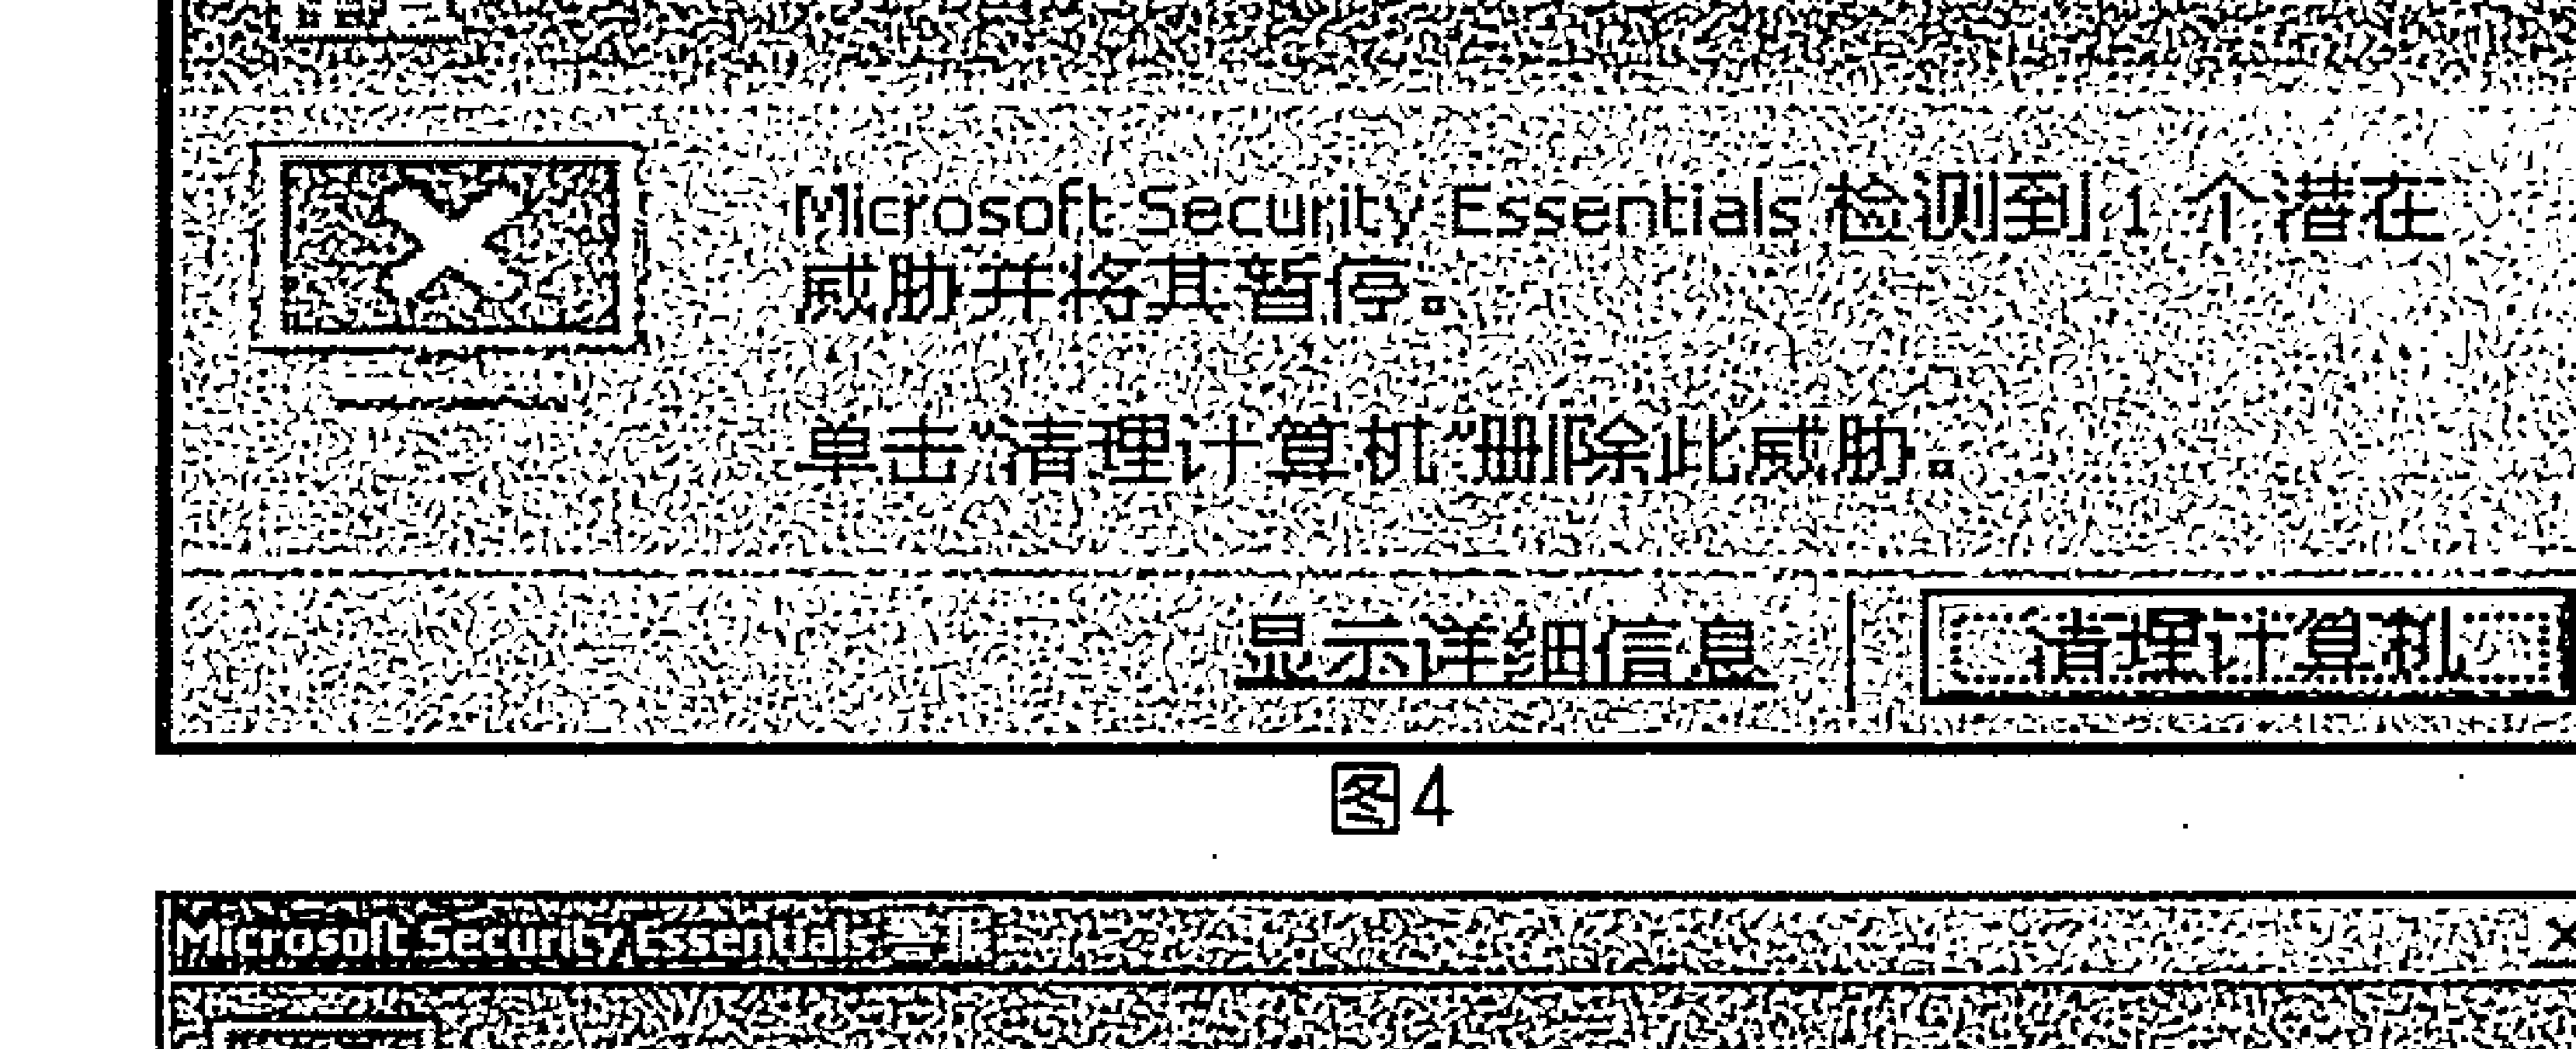 Microsoft Security Essentials 检测到 1 个潜在
威胁并将其暂停。
单击“清理计算机”删除此威胁。
显示详细信息
清理计算机
图4
Microsoft Security Essentials 警报